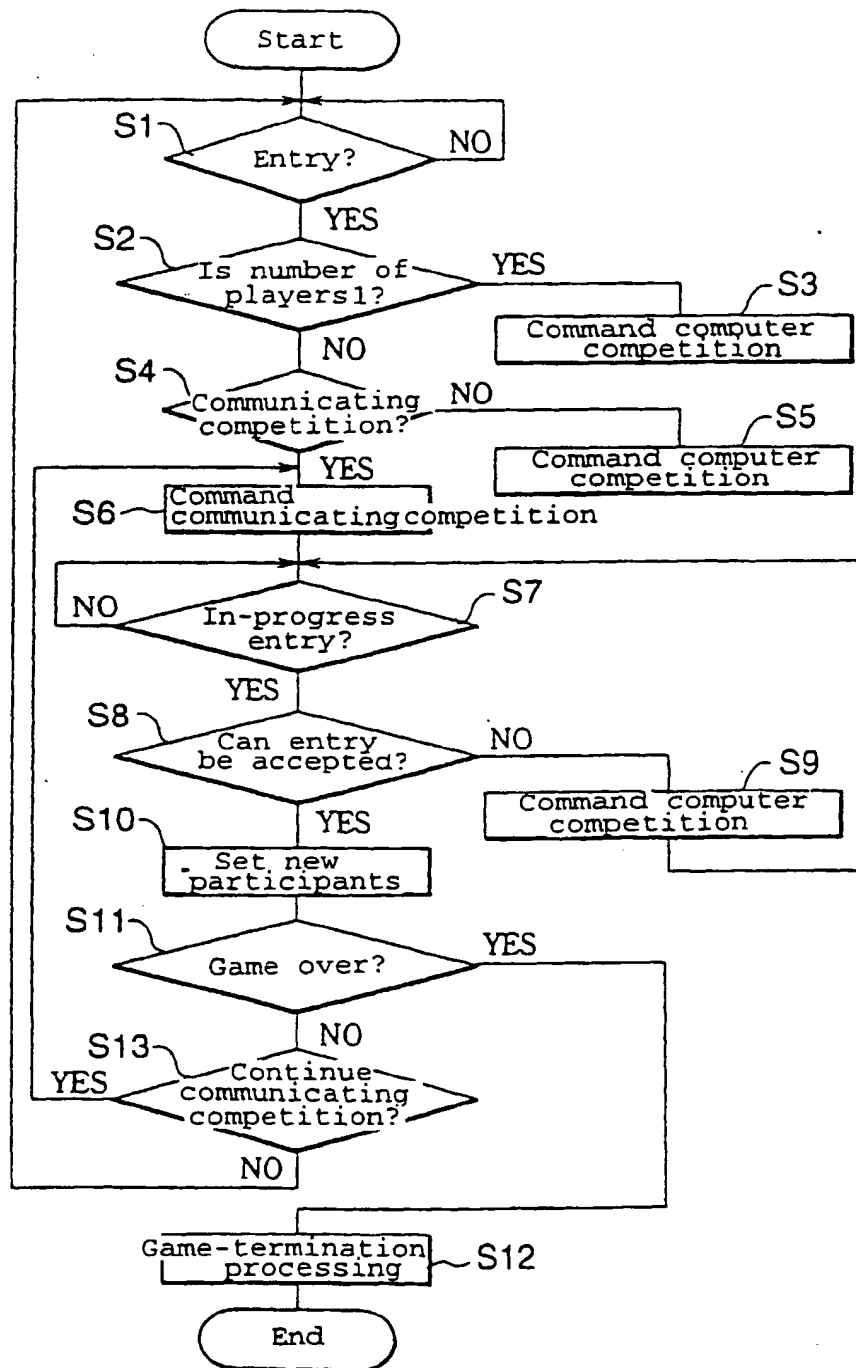 Start
S1
Entry?
NO
YES
S2
Is number of
players1?
YES
S3
Command computer
competition
NO
S4
Communicating
competition?
NO
S5
Command computer
competition
YES
S6
Command
communicating competition
S7
In-progress
entry?
NO
YES
S8
Can entry
be accepted?
NO
S9
Command computer
competition
YES
S10
Set new
participants
S11
Game over?
YES
NO
S13
Continue
communicating
competition?
YES
NO
Game-termination
processing
S12
End